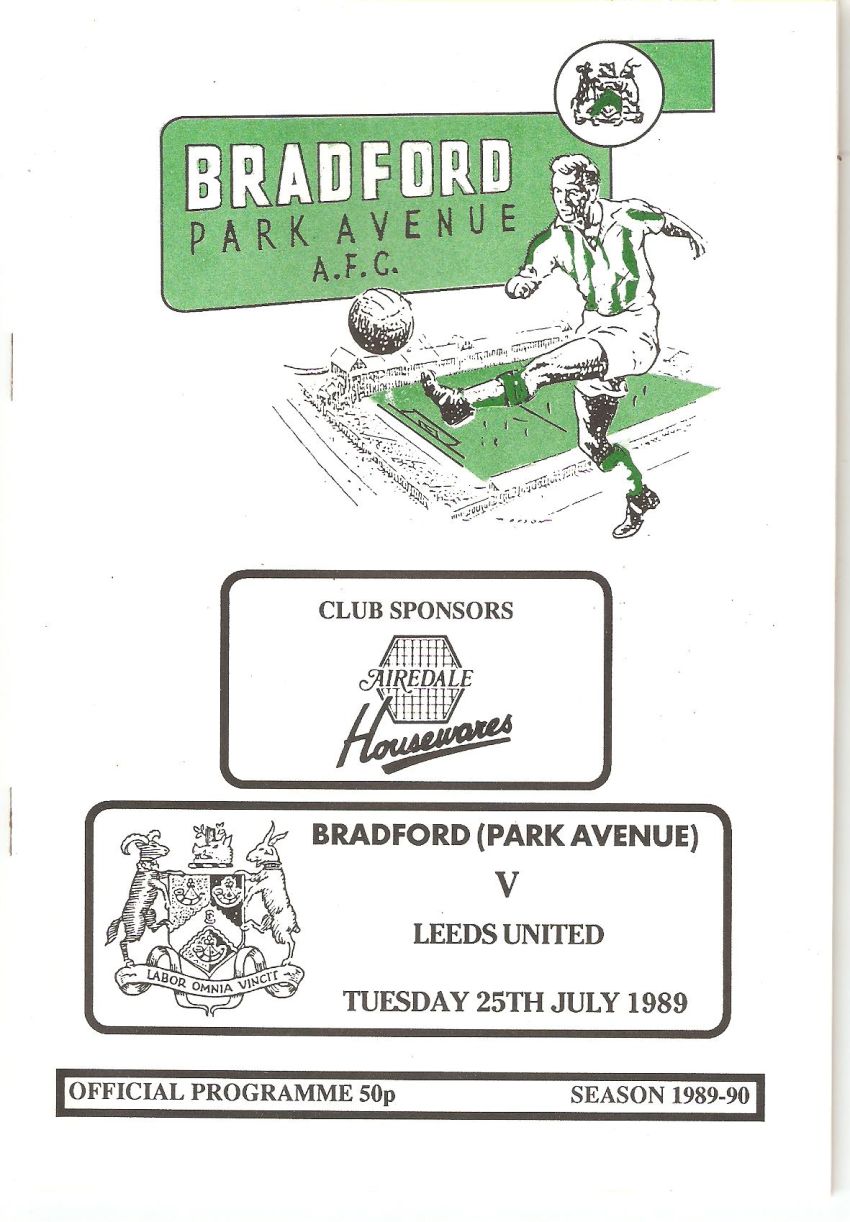 BRADFORD
PARK AVENUE
A.F.C.
CLUB SPONSORS
AIREDALE
Housewares
BRADFORD (PARK AVENUE)
V
LEEDS UNITED
TUESDAY 25TH JULY 1989
LABOR OMNIA VINCIT
OFFICIAL PROGRAMME 50p
SEASON 1989-90